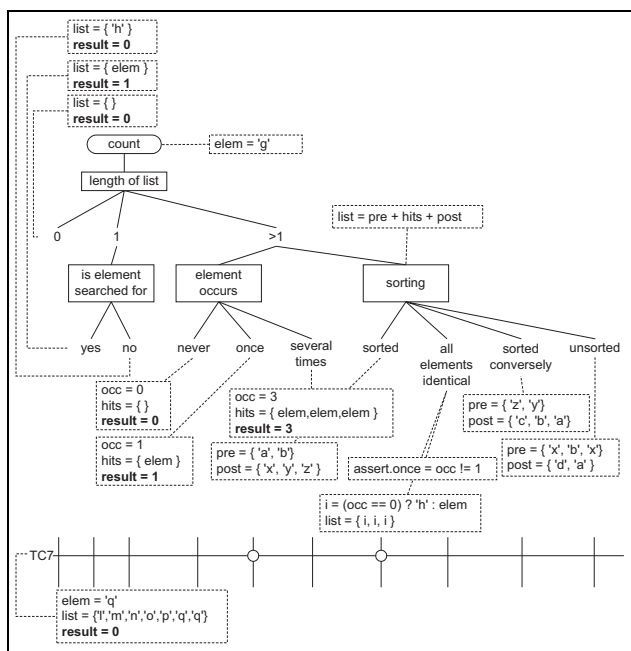 list = { 'h' }
result = 0
list = { elem }
result = 1
list = { }
result = 0
count
elem = 'g'
length of list
list = pre + hits + post
0
1
>1
is element
searched for
element
occurs
sorting
yes
no
never
once
several
times
sorted
all
elements
identical
sorted
conversely
unsorted
occ = 0
hits = { }
result = 0
occ = 3
hits = { elem,elem,elem }
result = 3
pre = { 'z', 'y'}
post = { 'c', 'b', 'a'}
occ = 1
hits = { elem }
result = 1
pre = { 'a', 'b'}
post = { 'x', 'y', 'z' }
assert.once = occ != 1
pre = { 'x', 'b', 'x'}
post = { 'd', 'a' }
i = (occ == 0) ? 'h' : elem
list = { i, i, i }
TC7
elem = 'q'
list = {'l','m','n','o','p','q','q'}
result = 0